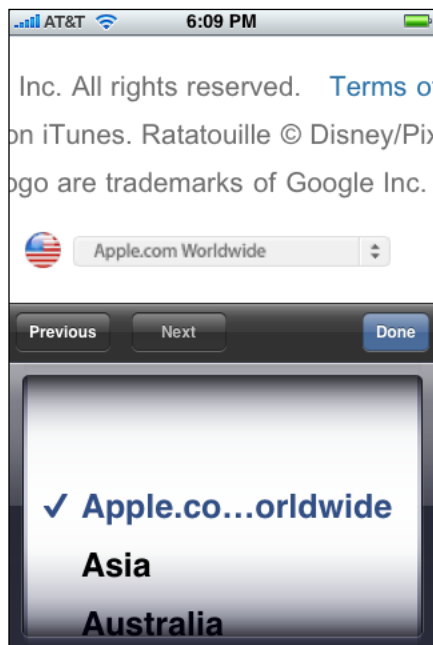 AT&T 6:09 PM
Inc. All rights reserved. Terms of
on iTunes. Ratatouille © Disney/Pix
ogo are trademarks of Google Inc.
Apple.com Worldwide
Previous Next Done
✓ Apple.co...orldwide
Asia
Australia